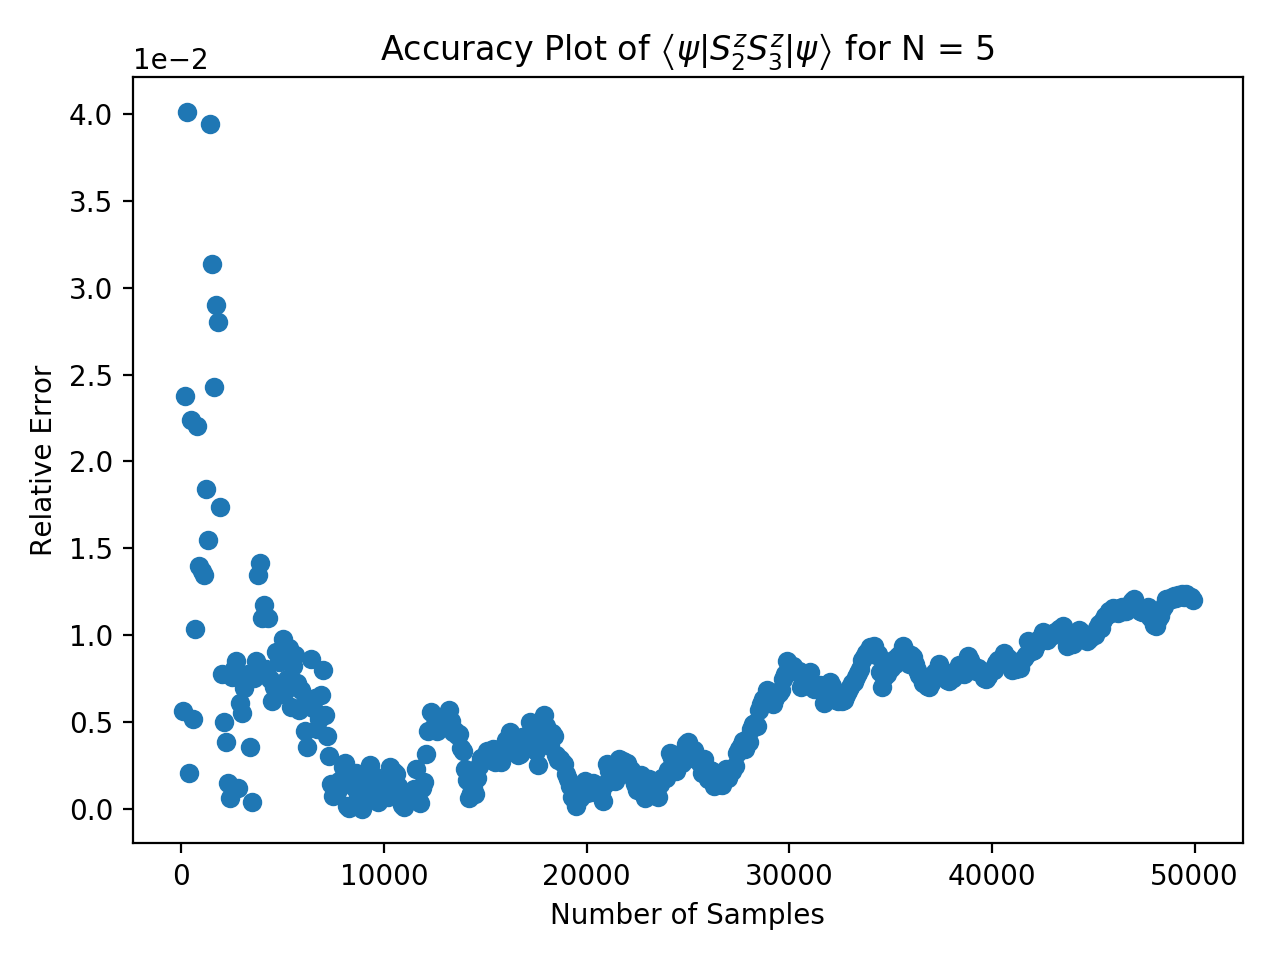 Accuracy Plot of ⟨ψ|S₂ᶻS₃ᶻ|ψ⟩ for N = 5
1e−2
4.0
3.5
3.0
2.5
2.0
1.5
1.0
0.5
0.0
Relative Error
0 10000 20000 30000 40000 50000
Number of Samples